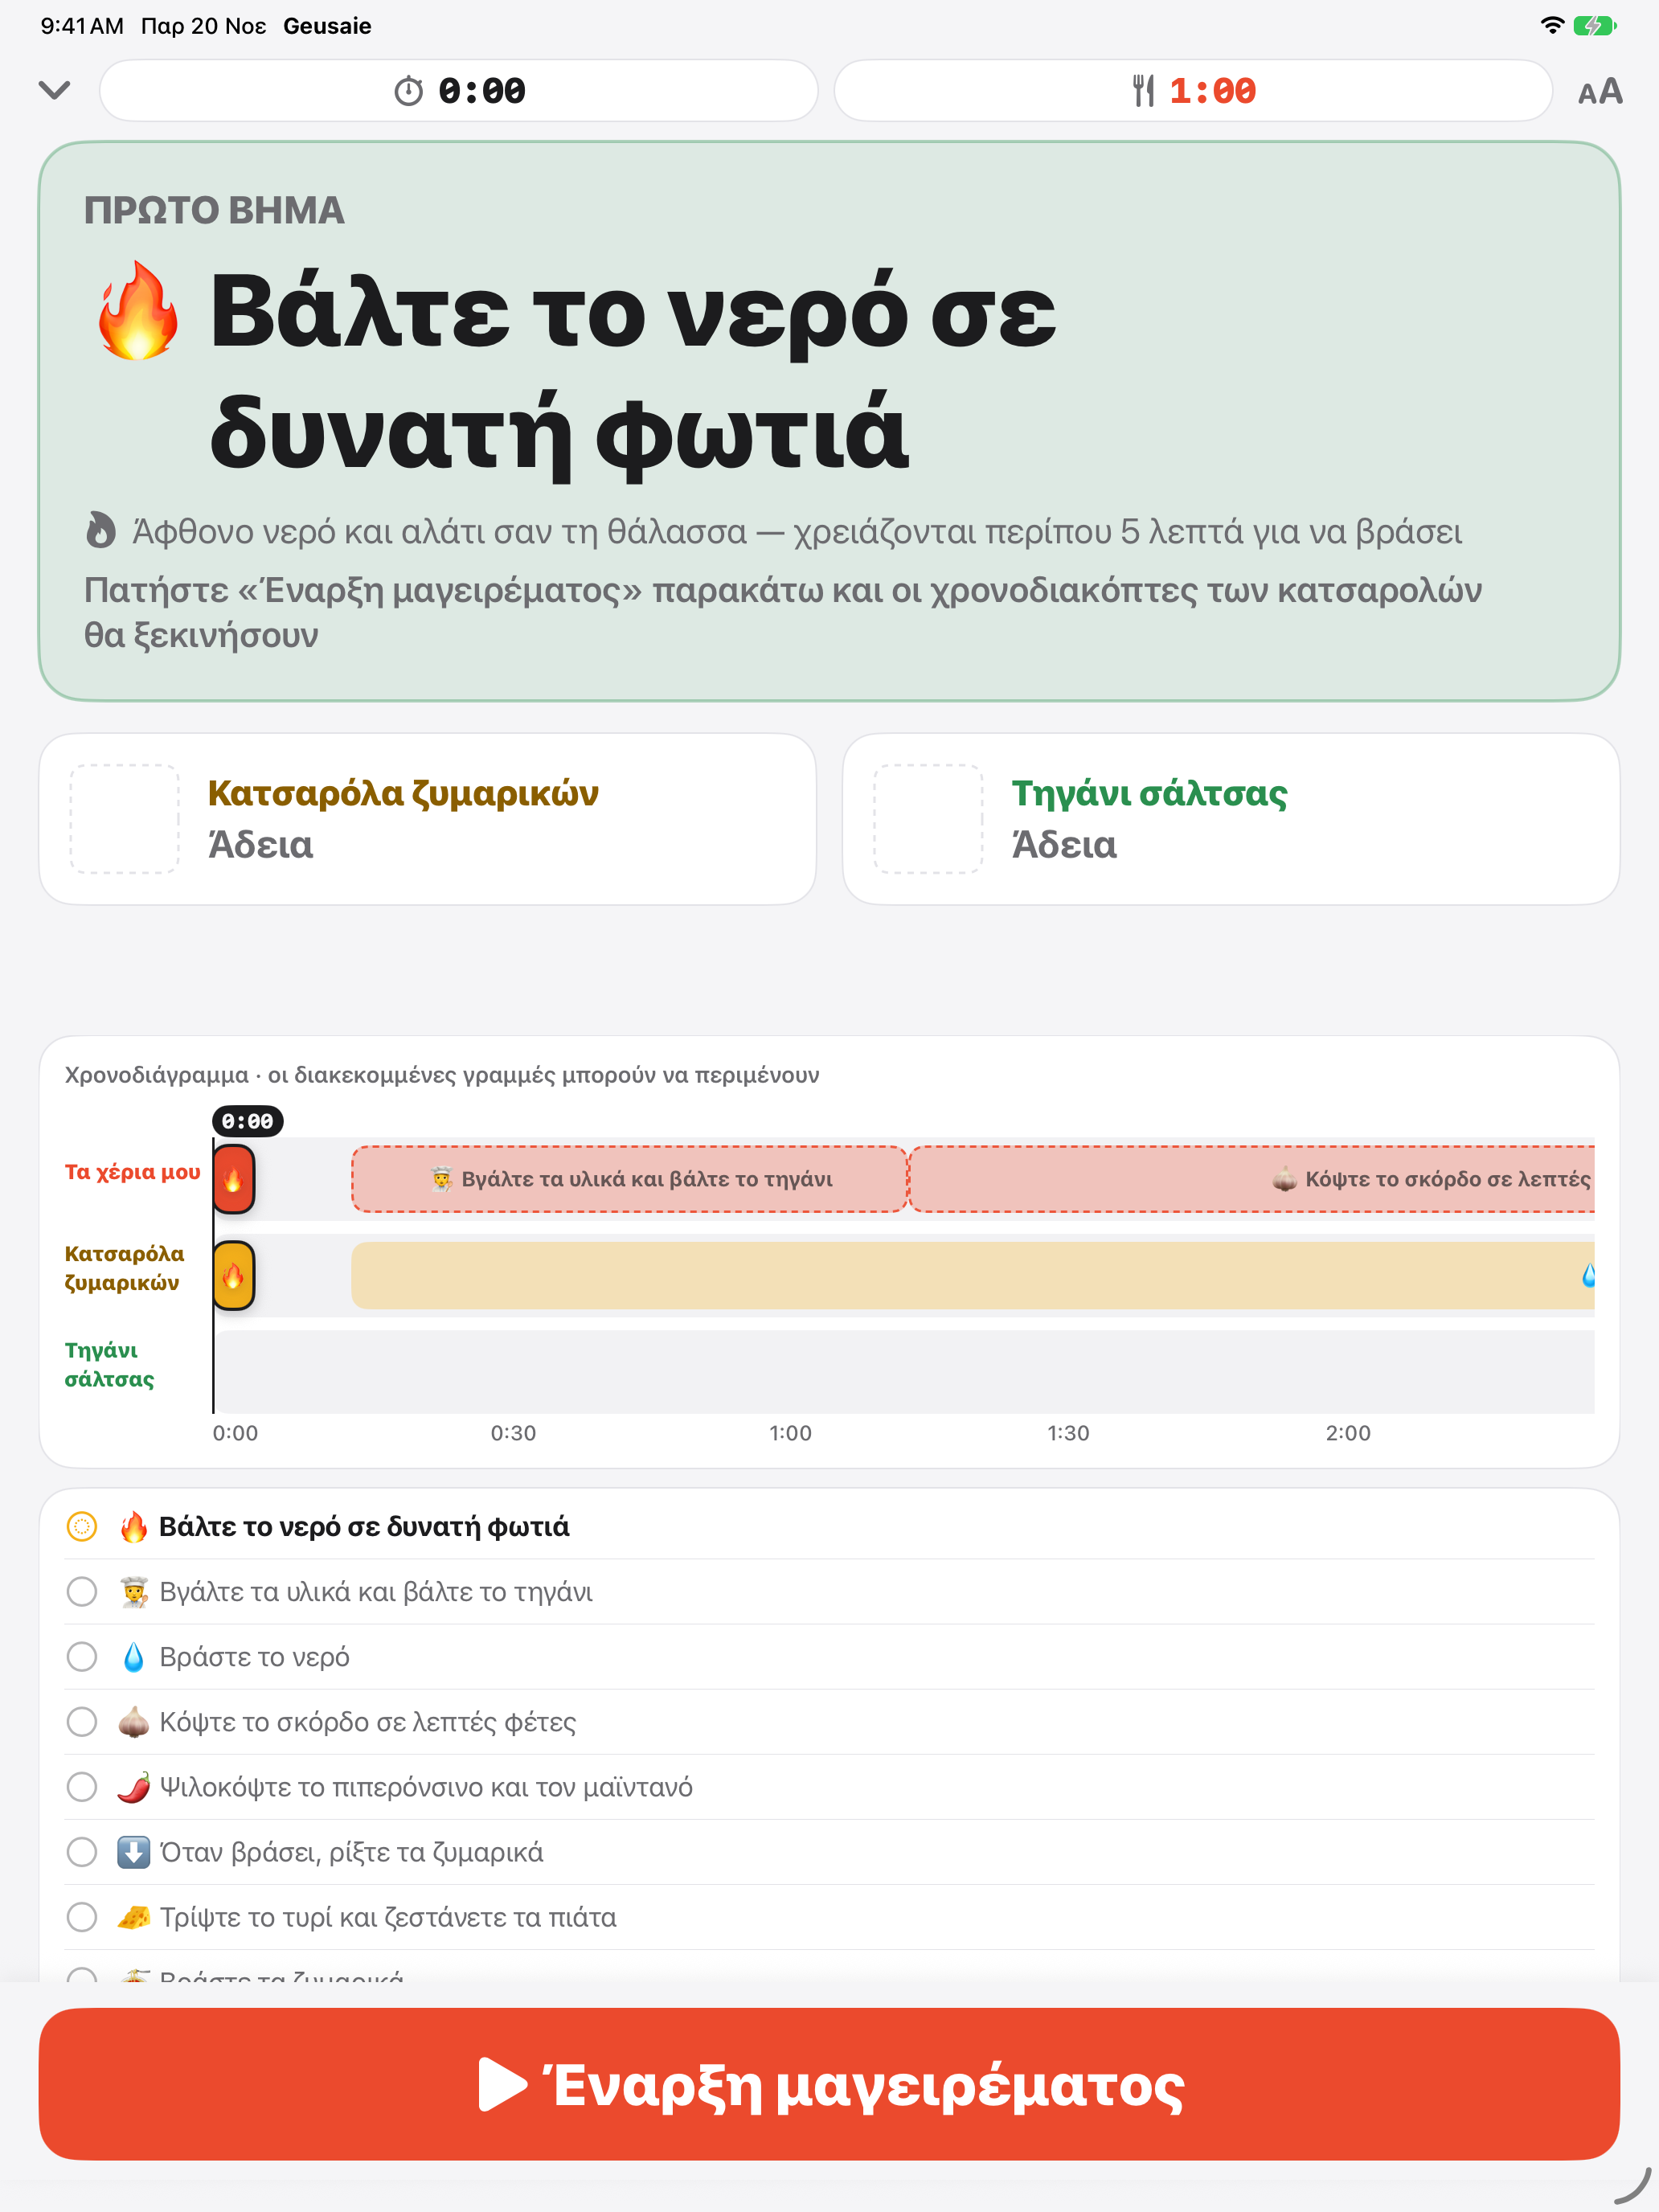 9:41 AM Παρ 20 Νοε Geusaie
0:00
1:00
AA
ΠΡΩΤΟ ΒΗΜΑ
Βάλτε το νερό σε
δυνατή φωτιά
Άφθονο νερό και αλάτι σαν τη θάλασσα — χρειάζονται περίπου 5 λεπτά για να βράσει
Πατήστε «Έναρξη μαγειρέματος» παρακάτω και οι χρονοδιακόπτες των κατσαρολών
θα ξεκινήσουν
Κατσαρόλα ζυμαρικών
Άδεια
Τηγάνι σάλτσας
Άδεια
Χρονοδιάγραμμα · οι διακεκομμένες γραμμές μπορούν να περιμένουν
0:00
Τα χέρια μου
Βγάλτε τα υλικά και βάλτε το τηγάνι
Κόψτε το σκόρδο σε λεπτές
Κατσαρόλα
ζυμαρικών
Τηγάνι
σάλτσας
0:00 0:30 1:00 1:30 2:00
Βάλτε το νερό σε δυνατή φωτιά
Βγάλτε τα υλικά και βάλτε το τηγάνι
Βράστε το νερό
Κόψτε το σκόρδο σε λεπτές φέτες
Ψιλοκόψτε το πιπερόνσινο και τον μαϊντανό
Όταν βράσει, ρίξτε τα ζυμαρικά
Τρίψτε το τυρί και ζεστάνετε τα πιάτα
Βράστε τα ζυμαρικά
Έναρξη μαγειρέματος